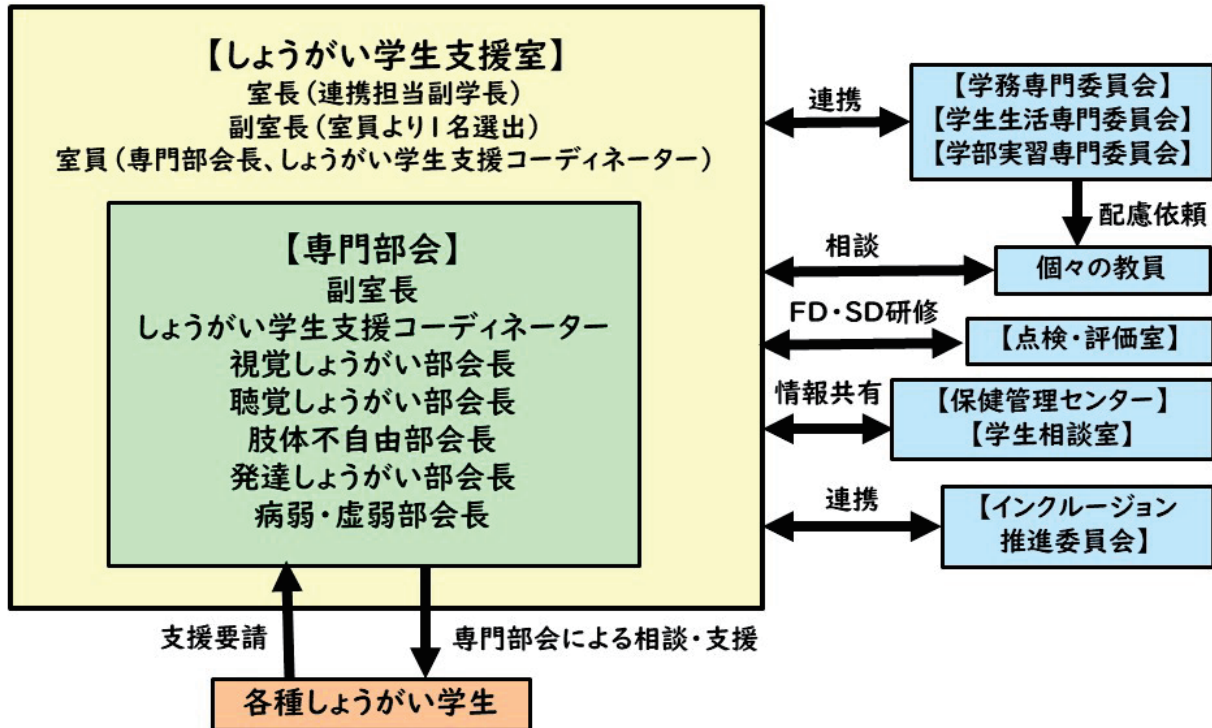 【しょうがい学生支援室】
室長（連携担当副学長）
副室長（室員より1名選出）
室員（専門部会長、しょうがい学生支援コーディネーター）
【専門部会】
副室長
しょうがい学生支援コーディネーター
視覚しょうがい部会長
聴覚しょうがい部会長
肢体不自由部会長
発達しょうがい部会長
病弱・虚弱部会長
支援要請
専門部会による相談・支援
各種しょうがい学生
連携
【学務専門委員会】
【学生生活専門委員会】
【学部実習専門委員会】
配慮依頼
相談
個々の教員
FD・SD研修
【点検・評価室】
情報共有
【保健管理センター】
【学生相談室】
連携
【インクルージョン
推進委員会】